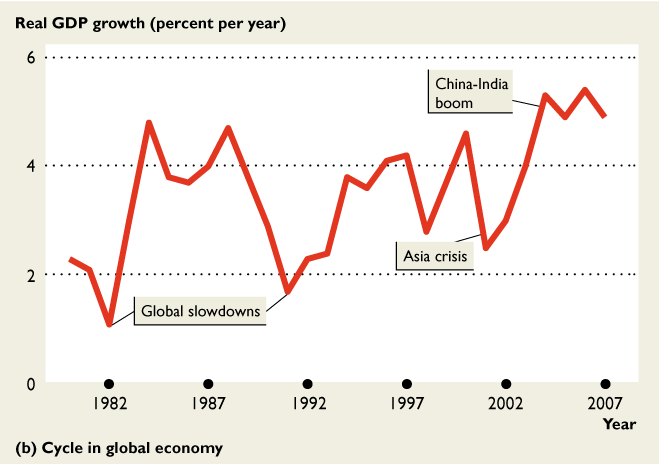 Real GDP growth (percent per year)
6
China-India
boom
4
Asia crisis
2
Global slowdowns
0
1982 1987 1992 1997 2002 2007
Year
(b) Cycle in global economy